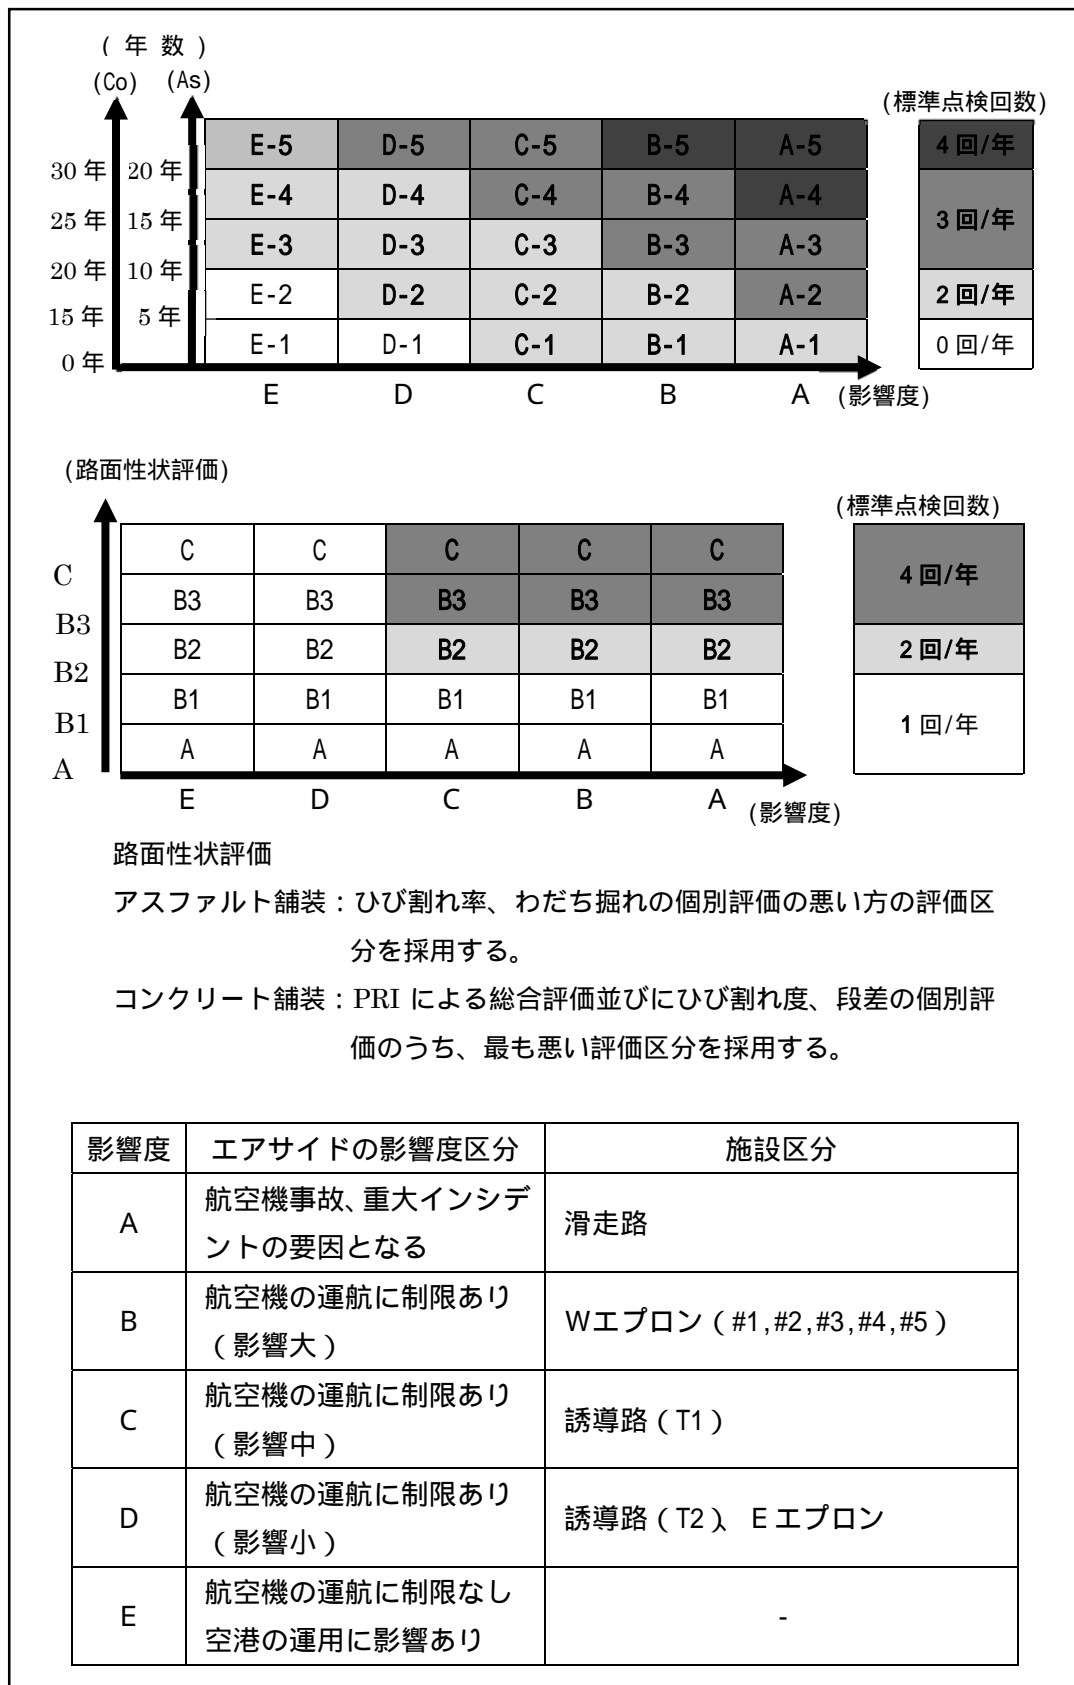 (年数)
(Co) (As)
(標準点検回数)
E-5 D-5 C-5 B-5 A-5 4回/年
30年 20年
E-4 D-4 C-4 B-4 A-4
25年 15年 3回/年
E-3 D-3 C-3 B-3 A-3
20年 10年
E-2 D-2 C-2 B-2 A-2 2回/年
15年 5年
E-1 D-1 C-1 B-1 A-1 0回/年
0年
E D C B A (影響度)
(路面性状評価)
(標準点検回数)
C C C C C
C 4回/年
B3 B3 B3 B3 B3
B3
B2 B2 B2 B2 B2 2回/年
B2
B1 B1 B1 B1 B1
B1 1回/年
A A A A A
A
E D C B A (影響度)
路面性状評価
アスファルト舗装：ひび割れ率、わだち掘れの個別評価の悪い方の評価区
分を採用する。
コンクリート舗装：PRI による総合評価並びにひび割れ度、段差の個別評
価のうち、最も悪い評価区分を採用する。
影響度 エアサイドの影響度区分 施設区分
航空機事故、重大インシデ
A 滑走路
ントの要因となる
航空機の運航に制限あり
B Wエプロン（#1,#2,#3,#4,#5）
（影響大）
航空機の運航に制限あり
C 誘導路（T1）
（影響中）
航空機の運航に制限あり
D 誘導路（T2）、Eエプロン
（影響小）
航空機の運航に制限なし
E -
空港の運用に影響あり